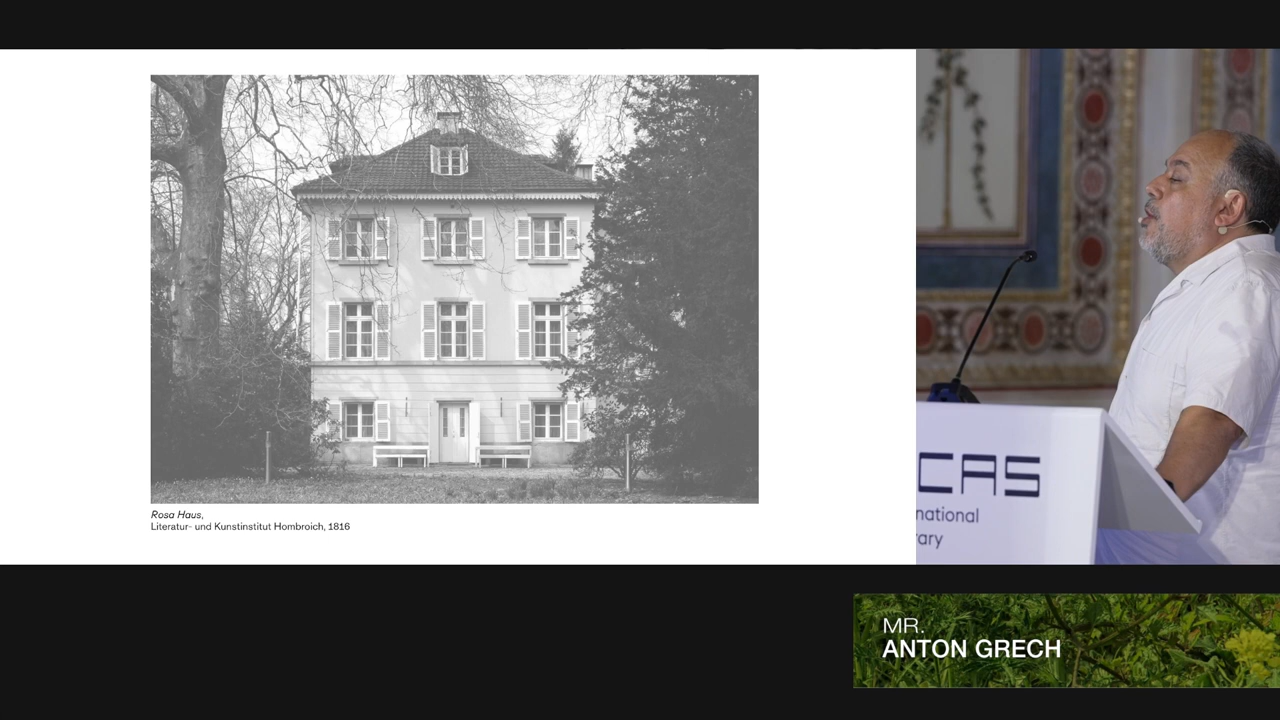 Rosa Haus,
Literatur- und Kunstinstitut Hombroich, 1816
CAS
national
rary
MR.
ANTON GRECH